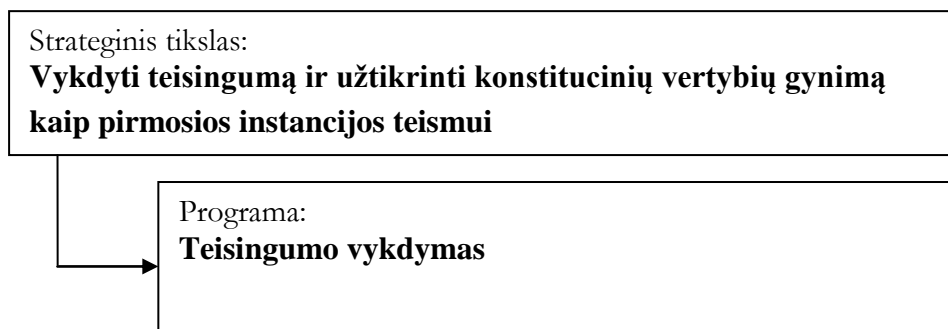 Strateginis tikslas:
Vykdyti teisingumą ir užtikrinti konstitucinių vertybių gynimą
kaip pirmosios instancijos teismui
Programa:
Teisingumo vykdymas